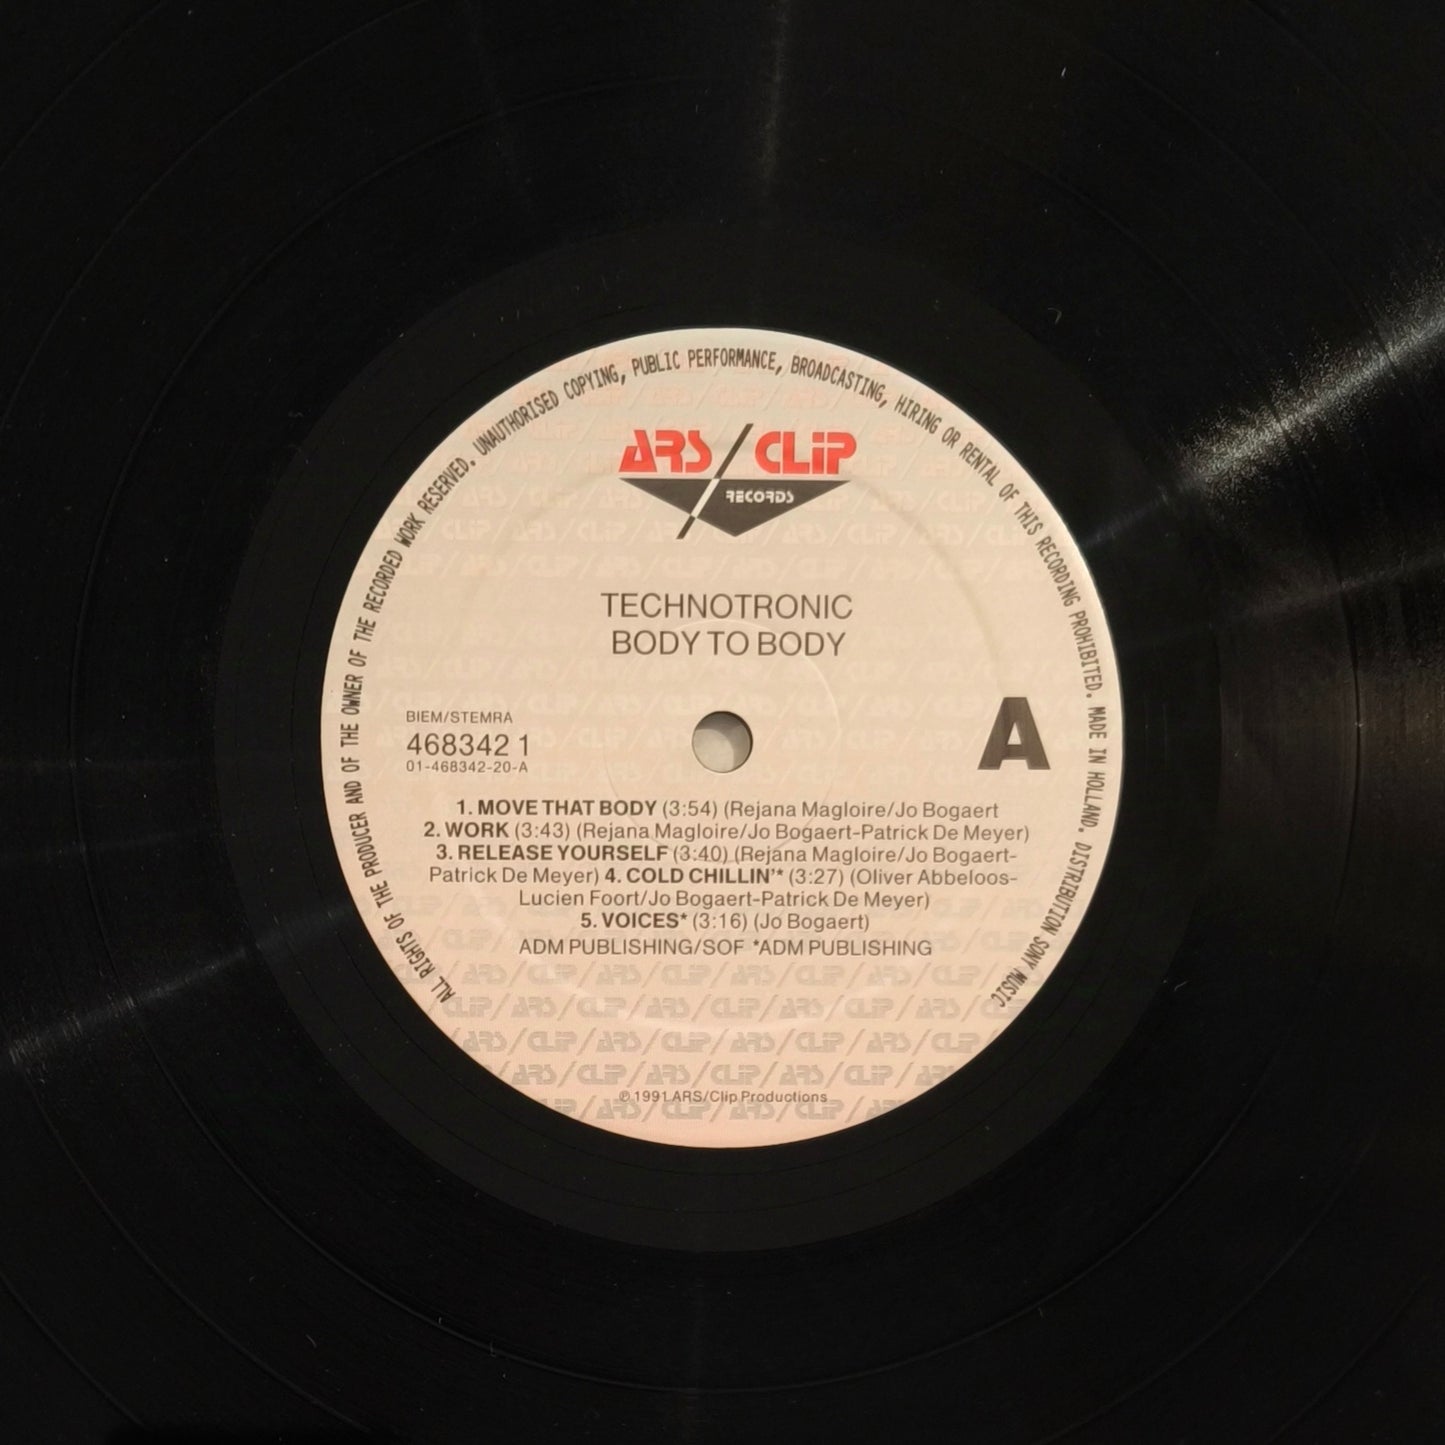 ALL RIGHTS OF THE PRODUCER AND OF THE OWNER OF THE RECORDED WORK RESERVED. UNAUTHORISED COPYING, PUBLIC PERFORMANCE, BROADCASTING, HIRING OR RENTAL OF THIS RECORDING PROHIBITED. MADE IN HOLLAND. DISTRIBUTION SONY MUSIC
ARS/CLIP
RECORDS
TECHNOTRONIC
BODY TO BODY
BIEM/STEMRA
468342 1
01-468342-20-A
A
1. MOVE THAT BODY (3:54) (Rejana Magloire/Jo Bogaert
2. WORK (3:43) (Rejana Magloire/Jo Bogaert-Patrick De Meyer)
3. RELEASE YOURSELF (3:40) (Rejana Magloire/Jo Bogaert-
Patrick De Meyer) 4. COLD CHILLIN'* (3:27) (Oliver Abbeloos-
Lucien Foort/Jo Bogaert-Patrick De Meyer)
5. VOICES* (3:16) (Jo Bogaert)
ADM PUBLISHING/SOF *ADM PUBLISHING
℗ 1991 ARS/Clip Productions